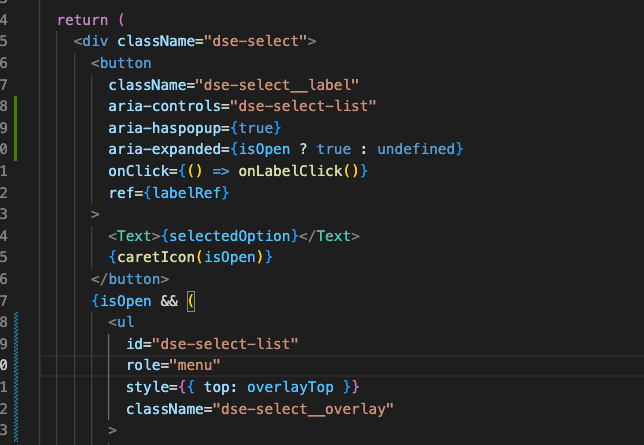 4 return (
5 <div className="dse-select">
6 <button
7 className="dse-select__label"
8 aria-controls="dse-select-list"
9 aria-haspopup={true}
0 aria-expanded={isOpen ? true : undefined}
1 onClick={() => onLabelClick()}
2 ref={labelRef}
3 >
4 <Text>{selectedOption}</Text>
5 {caretIcon(isOpen)}
6 </button>
7 {isOpen && (
8 <ul
9 id="dse-select-list"
0 role="menu"
1 style={{ top: overlayTop }}
2 className="dse-select__overlay"
3 >